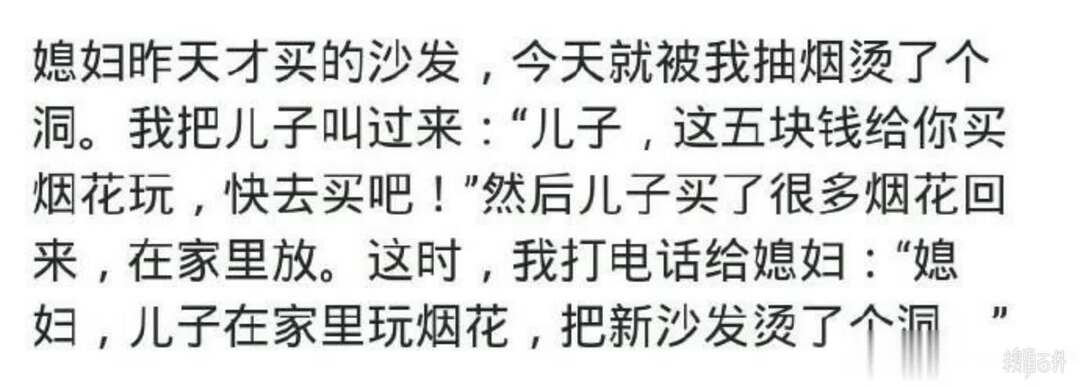 媳妇昨天才买的沙发，今天就被我抽烟烫了个
洞。我把儿子叫过来：“儿子，这五块钱给你买
烟花玩，快去买吧！”然后儿子买了很多烟花回
来，在家里放。这时，我打电话给媳妇：“媳
妇，儿子在家里玩烟花，把新沙发烫了个洞 ”